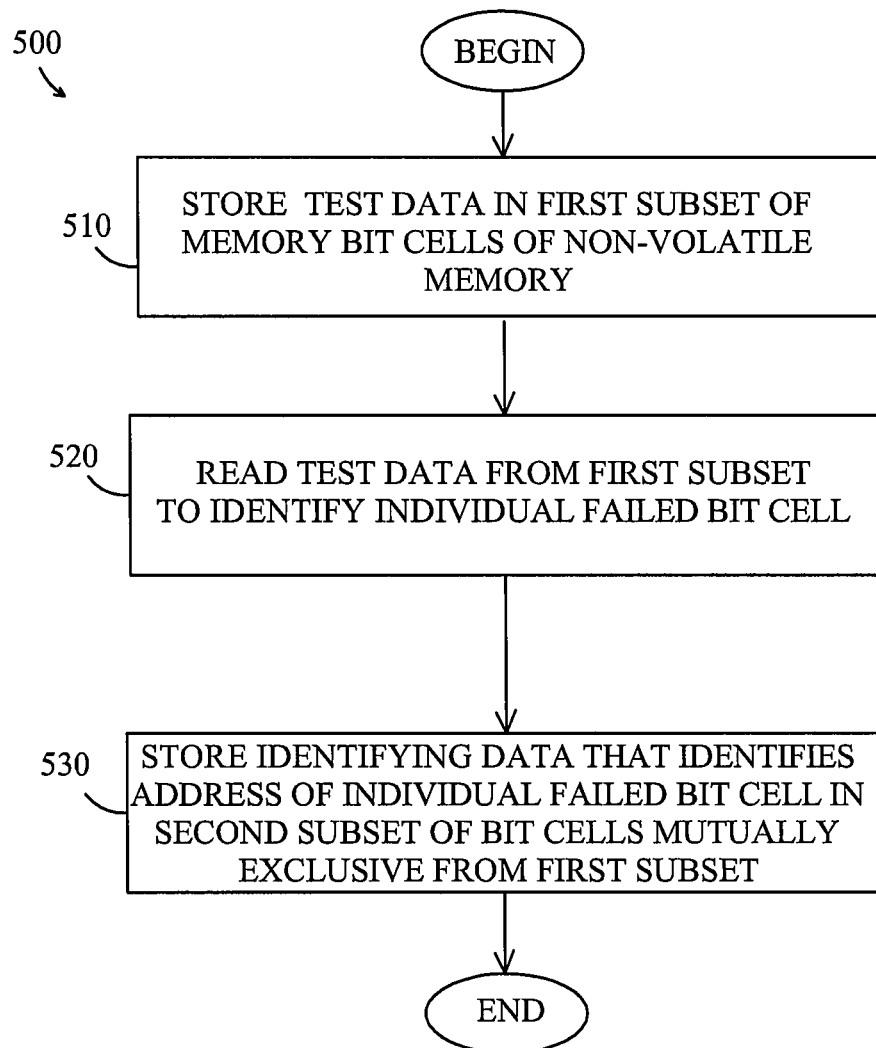 500
BEGIN
510
STORE TEST DATA IN FIRST SUBSET OF
MEMORY BIT CELLS OF NON-VOLATILE
MEMORY
520
READ TEST DATA FROM FIRST SUBSET
TO IDENTIFY INDIVIDUAL FAILED BIT CELL
530
STORE IDENTIFYING DATA THAT IDENTIFIES
ADDRESS OF INDIVIDUAL FAILED BIT CELL IN
SECOND SUBSET OF BIT CELLS MUTUALLY
EXCLUSIVE FROM FIRST SUBSET
END